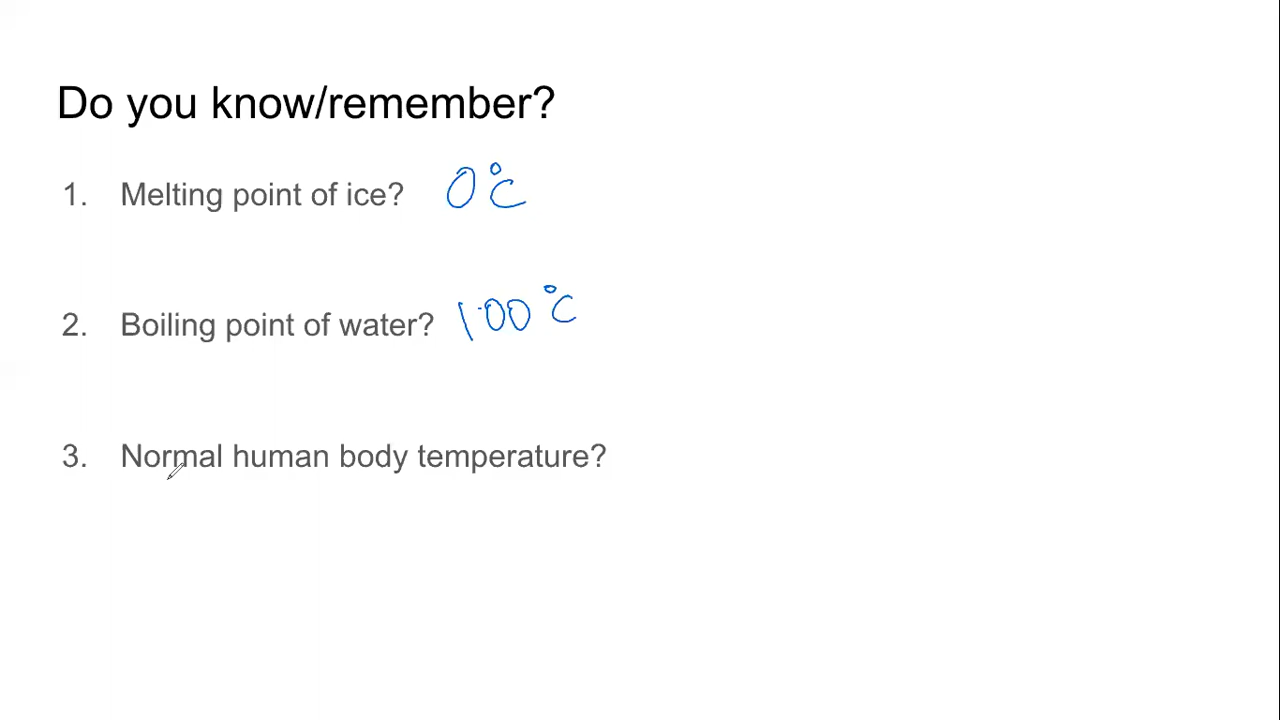 Do you know/remember?
1. Melting point of ice? 0°C
2. Boiling point of water? 100°C
3. Normal human body temperature?